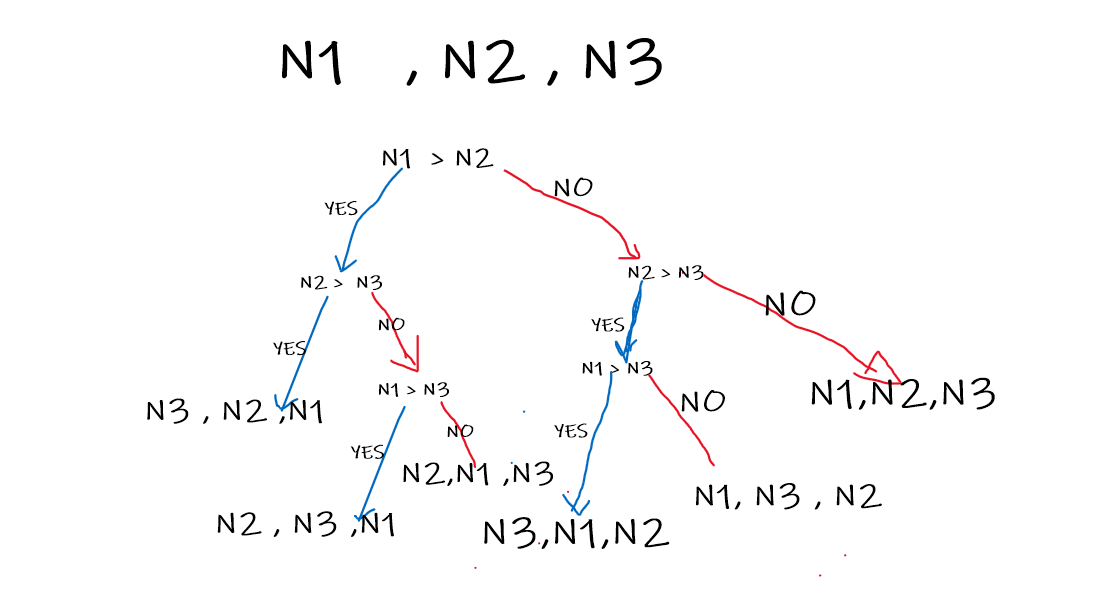 N1 , N2 , N3
N1 > N2
NO
YES
N2 > N3
N2 > N3
NO
NO
YES
YES
N1 > N3
N1 > N3
N1,N2,N3
NO
N3 , N2 ,N1
YES
NO
YES
N2,N1 ,N3
N1, N3 , N2
N2 , N3 ,N1
N3,N1,N2